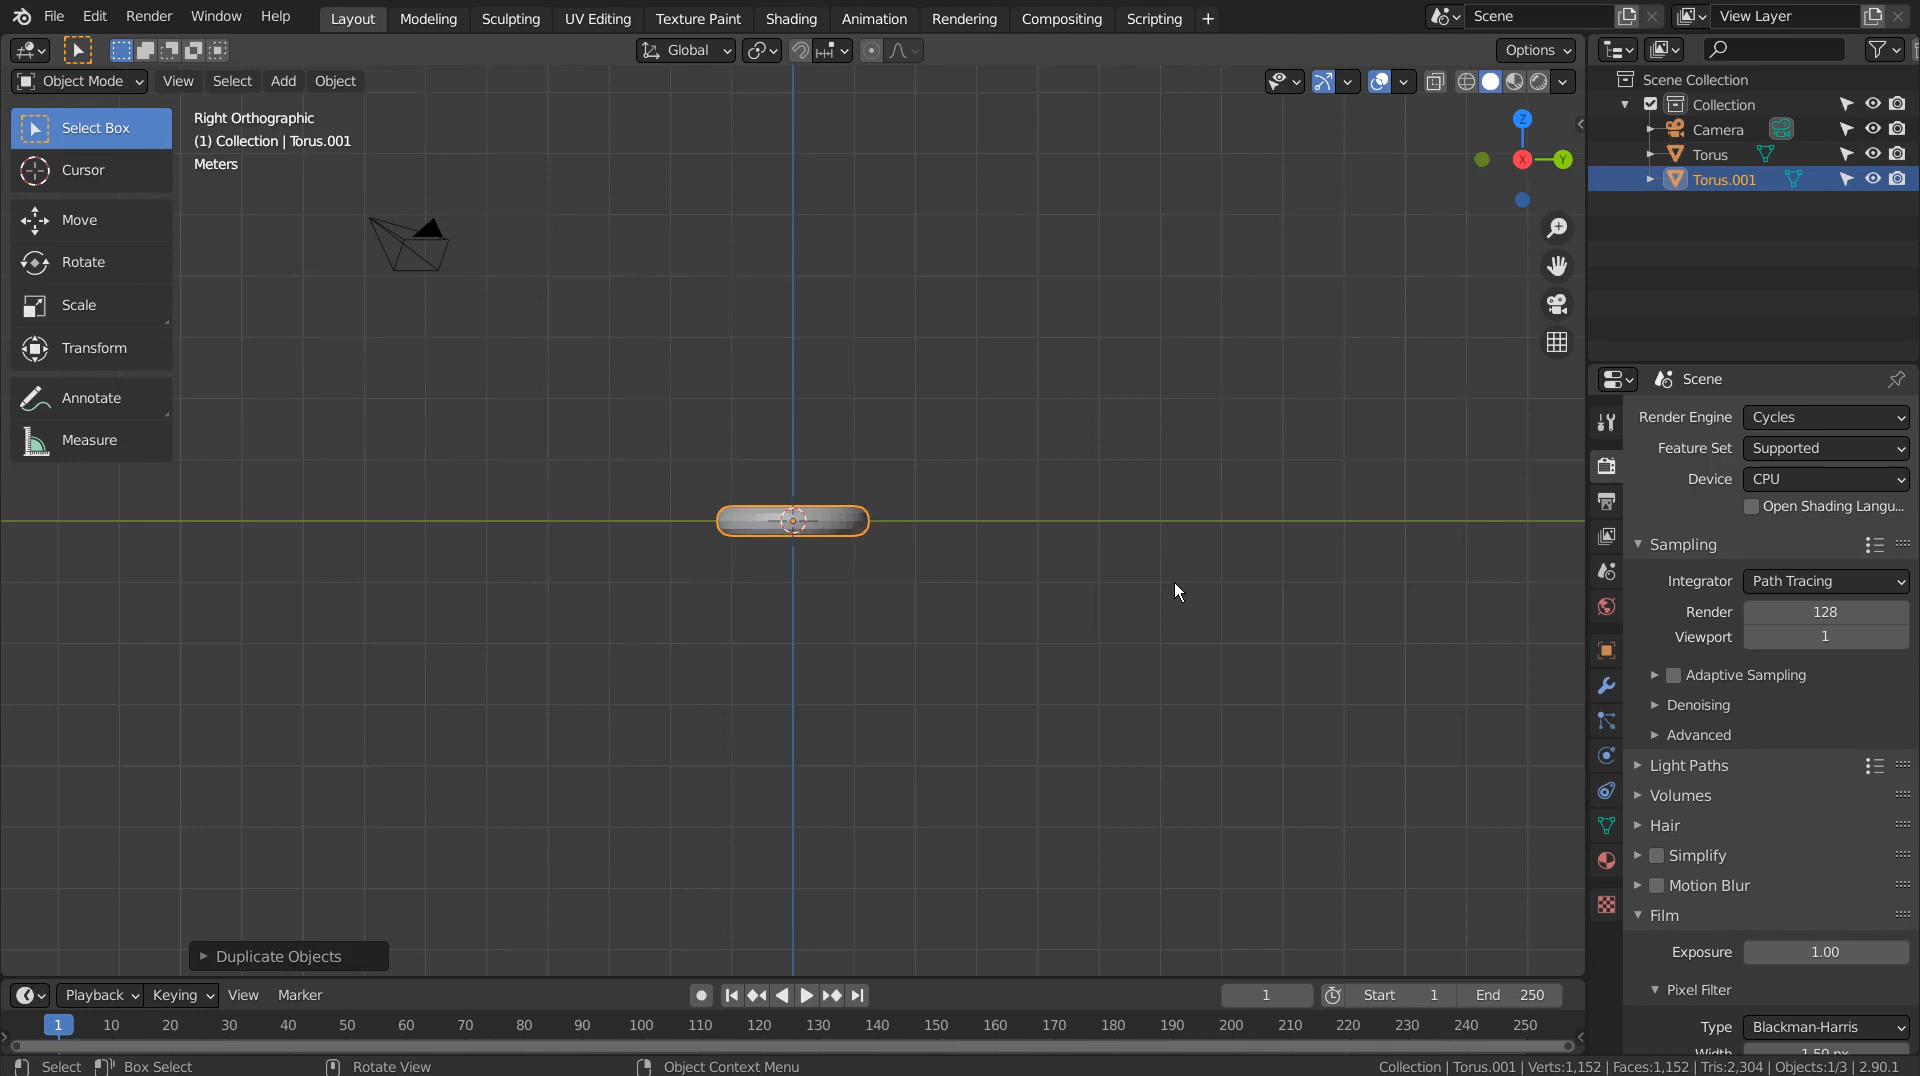 File Edit Render Window Help Layout Modeling Sculpting UV Editing Texture Paint Shading Animation Rendering Compositing Scripting + Scene View Layer
Global Options
Object Mode View Select Add Object
Select Box
Cursor
Move
Rotate
Scale
Transform
Annotate
Measure
Right Orthographic
(1) Collection | Torus.001
Meters
Z
X
Y
Duplicate Objects
Scene Collection
Collection
Camera
Torus
Torus.001
Scene
Render Engine Cycles
Feature Set Supported
Device CPU
Open Shading Langu...
Sampling
Integrator Path Tracing
Render 128
Viewport 1
Adaptive Sampling
Denoising
Advanced
Light Paths
Volumes
Hair
Simplify
Motion Blur
Film
Exposure 1.00
Pixel Filter
Type Blackman-Harris
Width 1.50 px
Playback Keying View Marker 1 Start 1 End 250
1 10 20 30 40 50 60 70 80 90 100 110 120 130 140 150 160 170 180 190 200 210 220 230 240 250
Select Box Select Rotate View Object Context Menu Collection | Torus.001 | Verts:1,152 | Faces:1,152 | Tris:2,304 | Objects:1/3 | 2.90.1